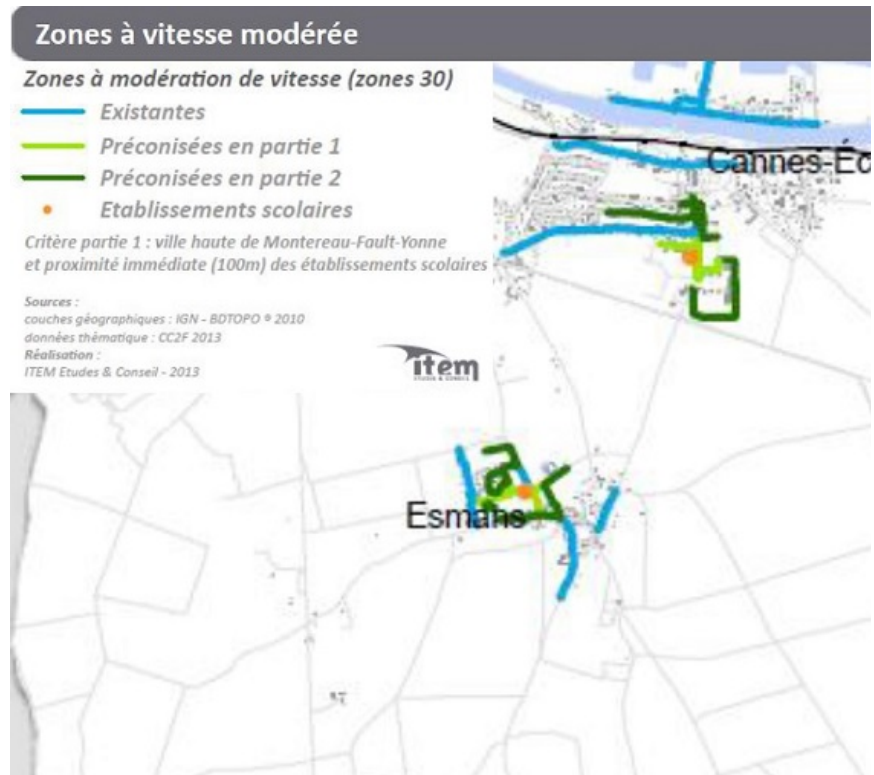 Zones à vitesse modérée
Zones à modération de vitesse (zones 30)
Existantes
Préconisées en partie 1
Préconisées en partie 2
Etablissements scolaires
Critère partie 1 : ville haute de Montereau-Fault-Yonne
et proximité immédiate (100m) des établissements scolaires
Sources :
couches géographiques : IGN - BDTOPO ® 2010
données thématique : CC2F 2013
Réalisation :
ITEM Etudes & Conseil - 2013
item
ETUDES & CONSEIL
Cannes-Éc
Esmans